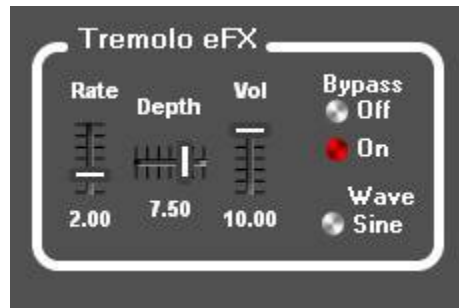 Tremolo eFX
Rate
Depth
Vol
2.00
7.50
10.00
Bypass
Off
On
Wave
Sine